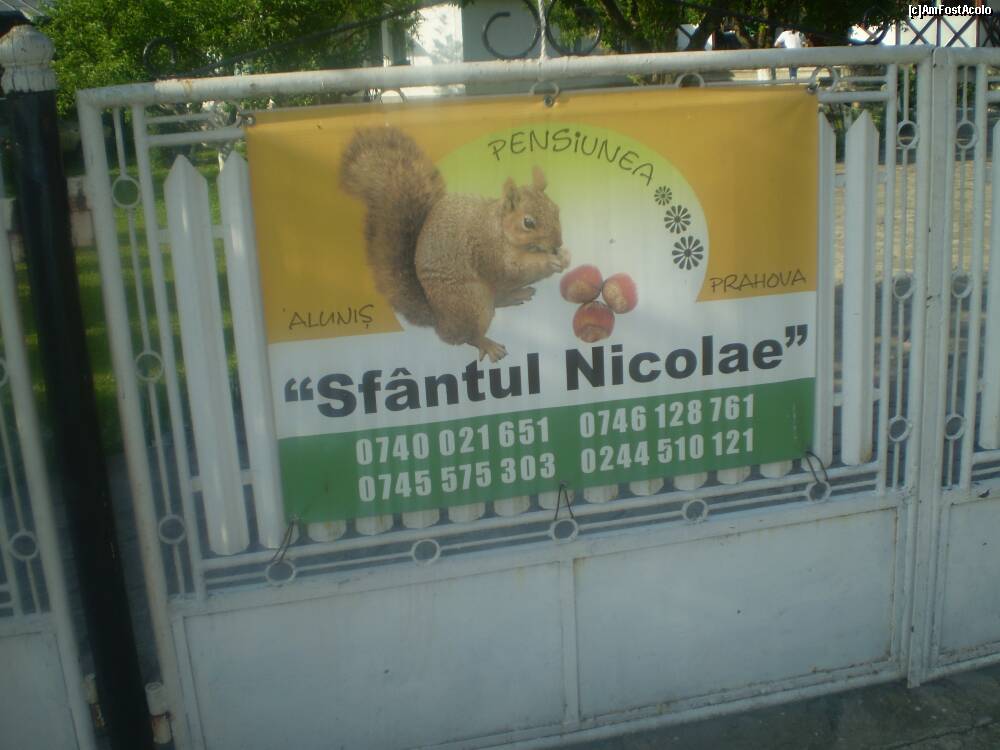 [c]AmFostAcolo
PENSIUNEA
ALUNIȘ
PRAHOVA
“Sfântul Nicolae”
0740 021 651 0746 128 761
0745 575 303 0244 510 121